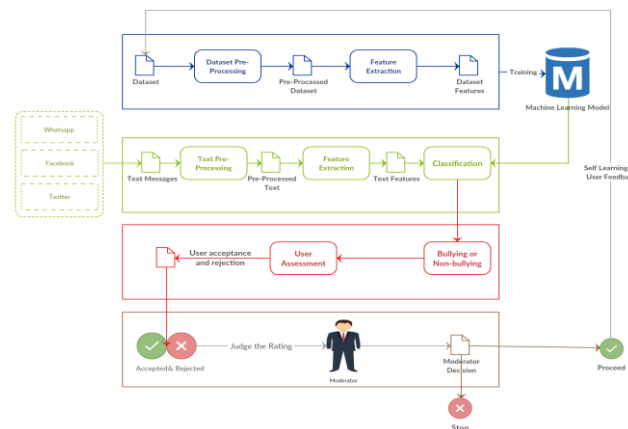 Dataset Pre-
Processing
Feature
Extraction
Dataset
Pre-Processed
Dataset
Dataset
Features
Training
M
Machine Learning Model
Whatsapp
Facebook
Twitter
Text Pre-
Processing
Feature
Extraction
Classification
Text Messages
Pre-Processed
Text
Text Features
Self Learning
User Feedba
User acceptance
and rejection
User
Assessment
Bullying or
Non-bullying
Judge the Rating
Accepted & Rejected
Moderator
Moderator
Decision
Proceed
Stop